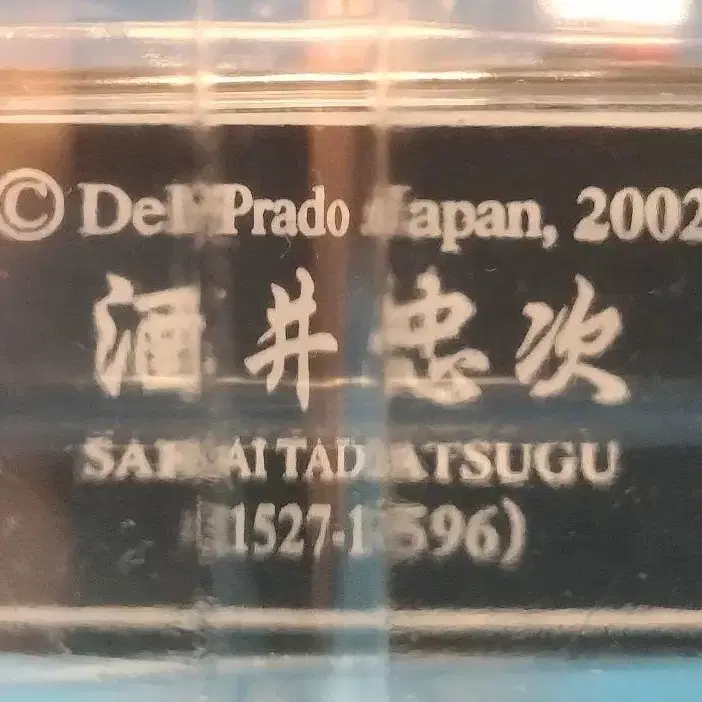 © Del Prado Japan, 2002
酒井忠次
SAKAI TADATSUGU
(1527-1596)